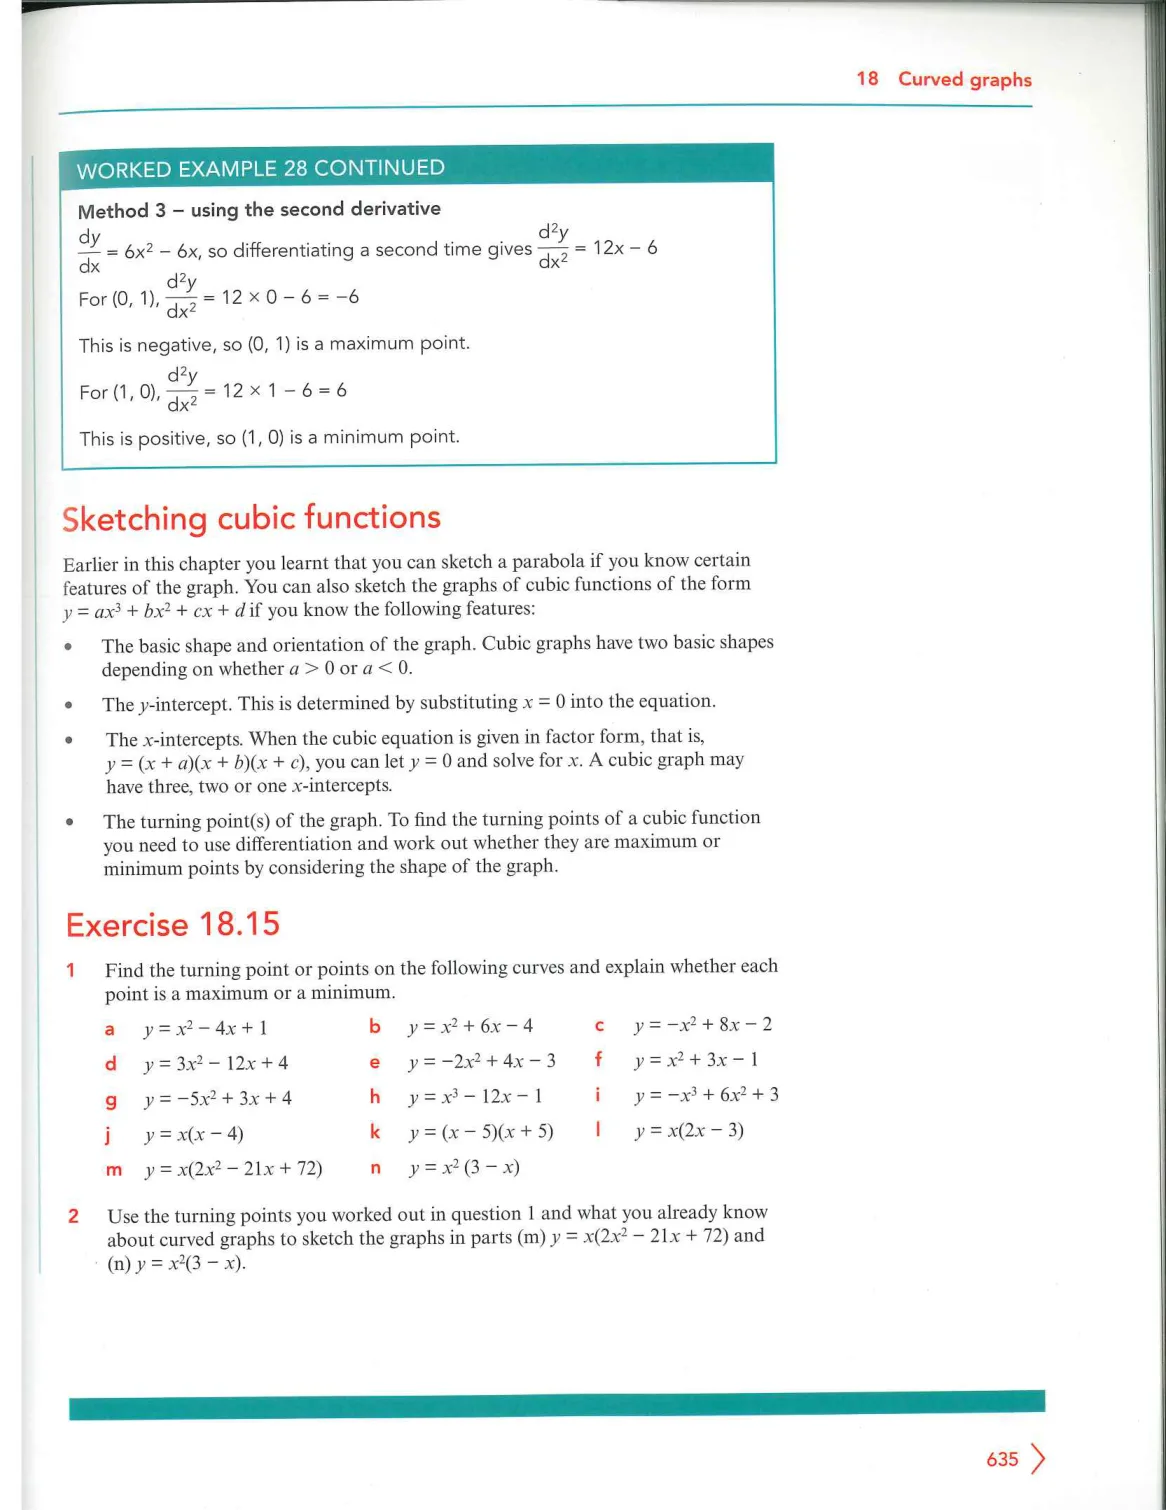 18 Curved graphs
WORKED EXAMPLE 28 CONTINUED
Method 3 – using the second derivative
dy/dx = 6x² – 6x, so differentiating a second time gives d²y/dx² = 12x – 6
For (0, 1), d²y/dx² = 12 × 0 – 6 = –6
This is negative, so (0, 1) is a maximum point.
For (1, 0), d²y/dx² = 12 × 1 – 6 = 6
This is positive, so (1, 0) is a minimum point.
Sketching cubic functions
Earlier in this chapter you learnt that you can sketch a parabola if you know certain
features of the graph. You can also sketch the graphs of cubic functions of the form
y = ax³ + bx² + cx + d if you know the following features:
• The basic shape and orientation of the graph. Cubic graphs have two basic shapes
depending on whether a > 0 or a < 0.
• The y-intercept. This is determined by substituting x = 0 into the equation.
• The x-intercepts. When the cubic equation is given in factor form, that is,
y = (x + a)(x + b)(x + c), you can let y = 0 and solve for x. A cubic graph may
have three, two or one x-intercepts.
• The turning point(s) of the graph. To find the turning points of a cubic function
you need to use differentiation and work out whether they are maximum or
minimum points by considering the shape of the graph.
Exercise 18.15
1 Find the turning point or points on the following curves and explain whether each
point is a maximum or a minimum.
a y = x² – 4x + 1 b y = x² + 6x – 4 c y = –x² + 8x – 2
d y = 3x² – 12x + 4 e y = –2x² + 4x – 3 f y = x² + 3x – 1
g y = –5x² + 3x + 4 h y = x³ – 12x – 1 i y = –x³ + 6x² + 3
j y = x(x – 4) k y = (x – 5)(x + 5) l y = x(2x – 3)
m y = x(2x² – 21x + 72) n y = x² (3 – x)
2 Use the turning points you worked out in question 1 and what you already know
about curved graphs to sketch the graphs in parts (m) y = x(2x² – 21x + 72) and
(n) y = x²(3 – x).
635 〉